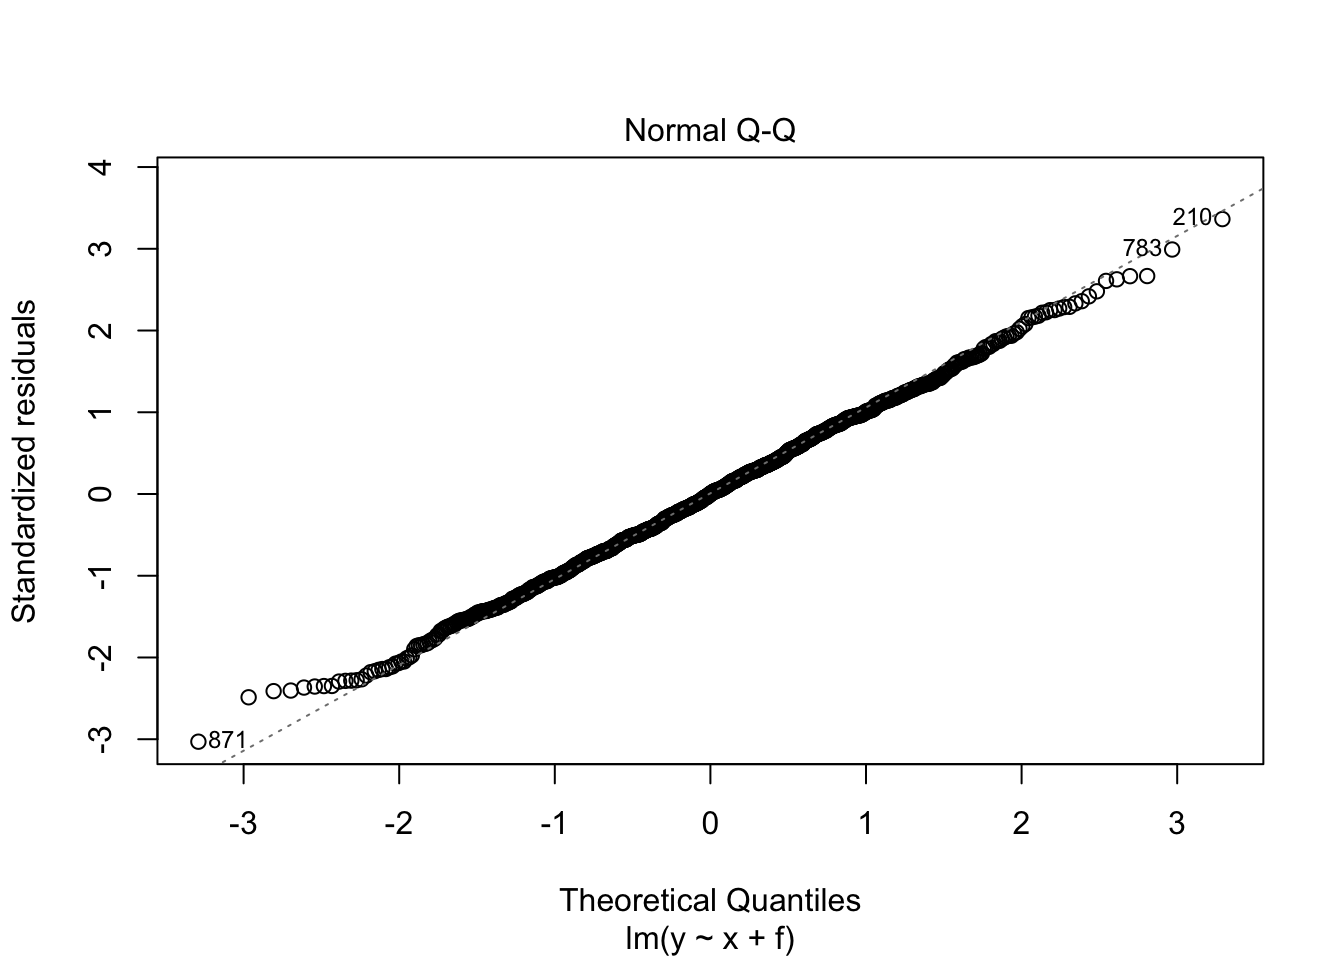 Normal Q-Q
Standardized residuals
4
3
2
1
0
-1
-2
-3
210
783
871
-3 -2 -1 0 1 2 3
Theoretical Quantiles
lm(y ~ x + f)